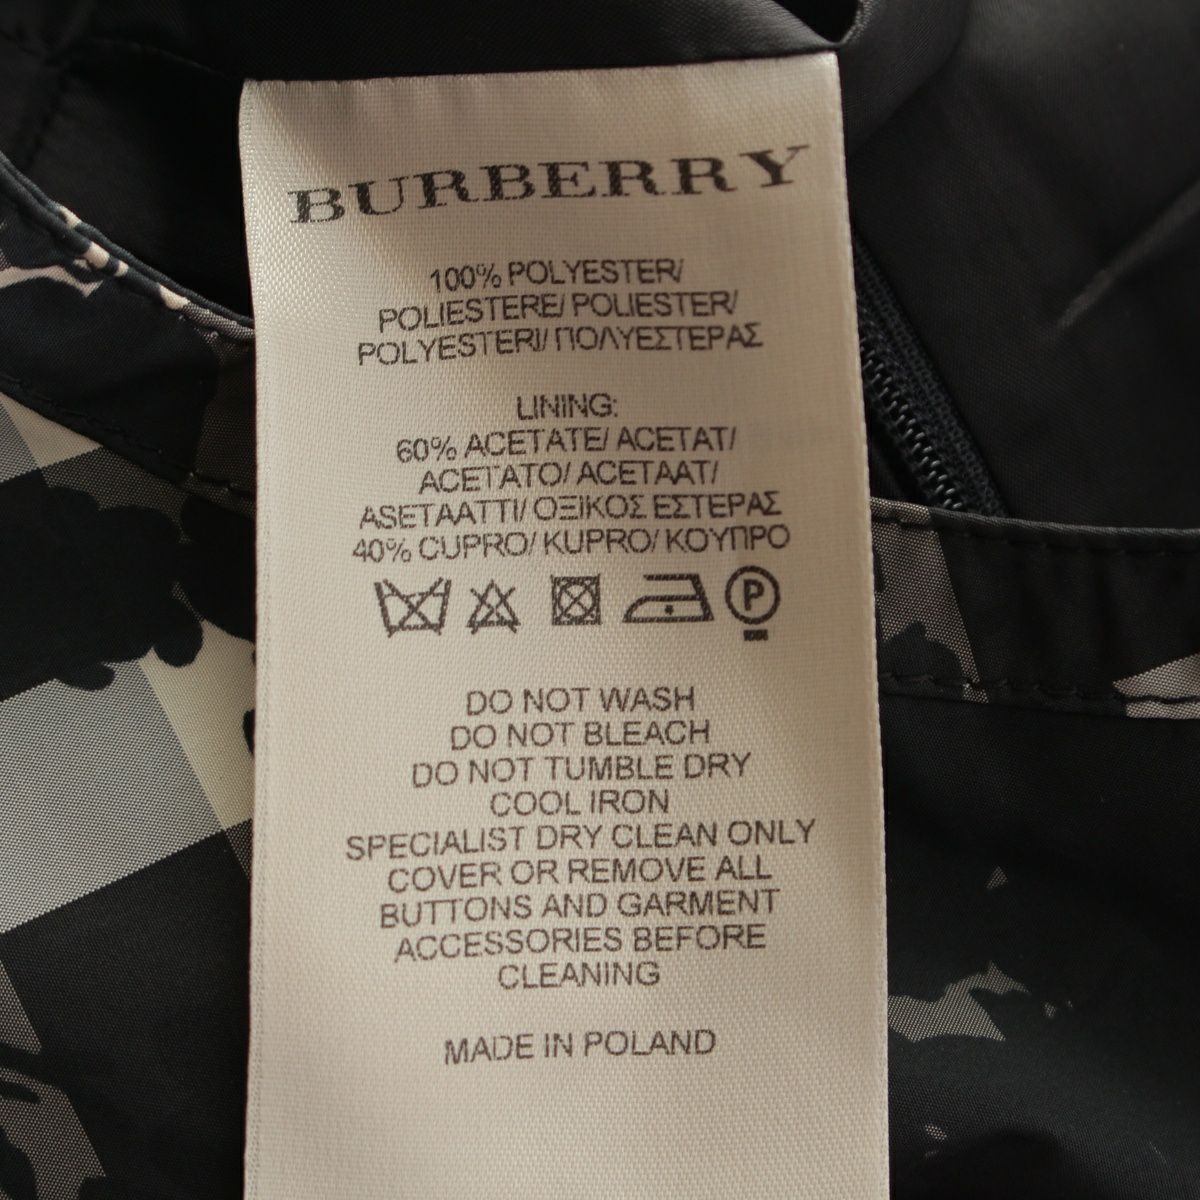 BURBERRY
100% POLYESTER/
POLIESTERE/ POLIESTER/
POLYESTERI/ ΠΟΛΥΕΣΤΕΡΑΣ
LINING:
60% ACETATE/ ACETAT/
ACETATO/ ACETAAT/
ASETAATTI/ ΟΞΙΚΟΣ ΕΣΤΕΡΑΣ
40% CUPRO/ KUPRO/ ΚΟΥΠΡΟ
P
DO NOT WASH
DO NOT BLEACH
DO NOT TUMBLE DRY
COOL IRON
SPECIALIST DRY CLEAN ONLY
COVER OR REMOVE ALL
BUTTONS AND GARMENT
ACCESSORIES BEFORE
CLEANING
MADE IN POLAND